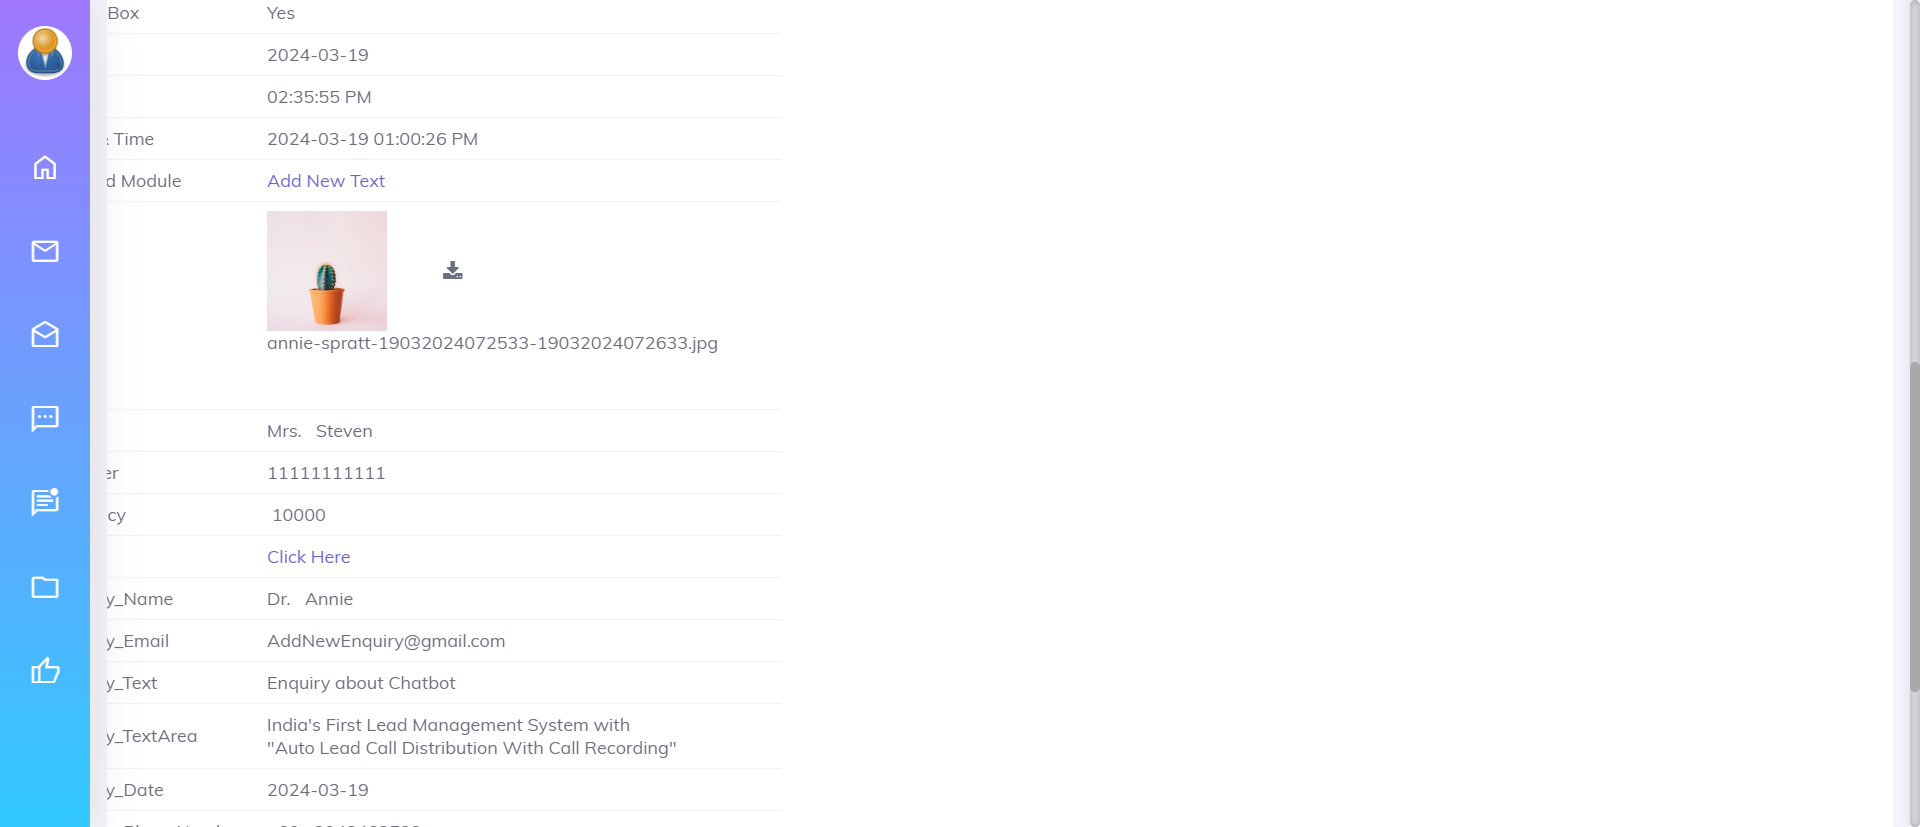 Box Yes
2024-03-19
02:35:55 PM
Time 2024-03-19 01:00:26 PM
d Module Add New Text
annie-spratt-19032024072533-19032024072633.jpg
Mrs. Steven
er 11111111111
cy 10000
Click Here
y_Name Dr. Annie
y_Email AddNewEnquiry@gmail.com
y_Text Enquiry about Chatbot
y_TextArea India's First Lead Management System with
"Auto Lead Call Distribution With Call Recording"
y_Date 2024-03-19